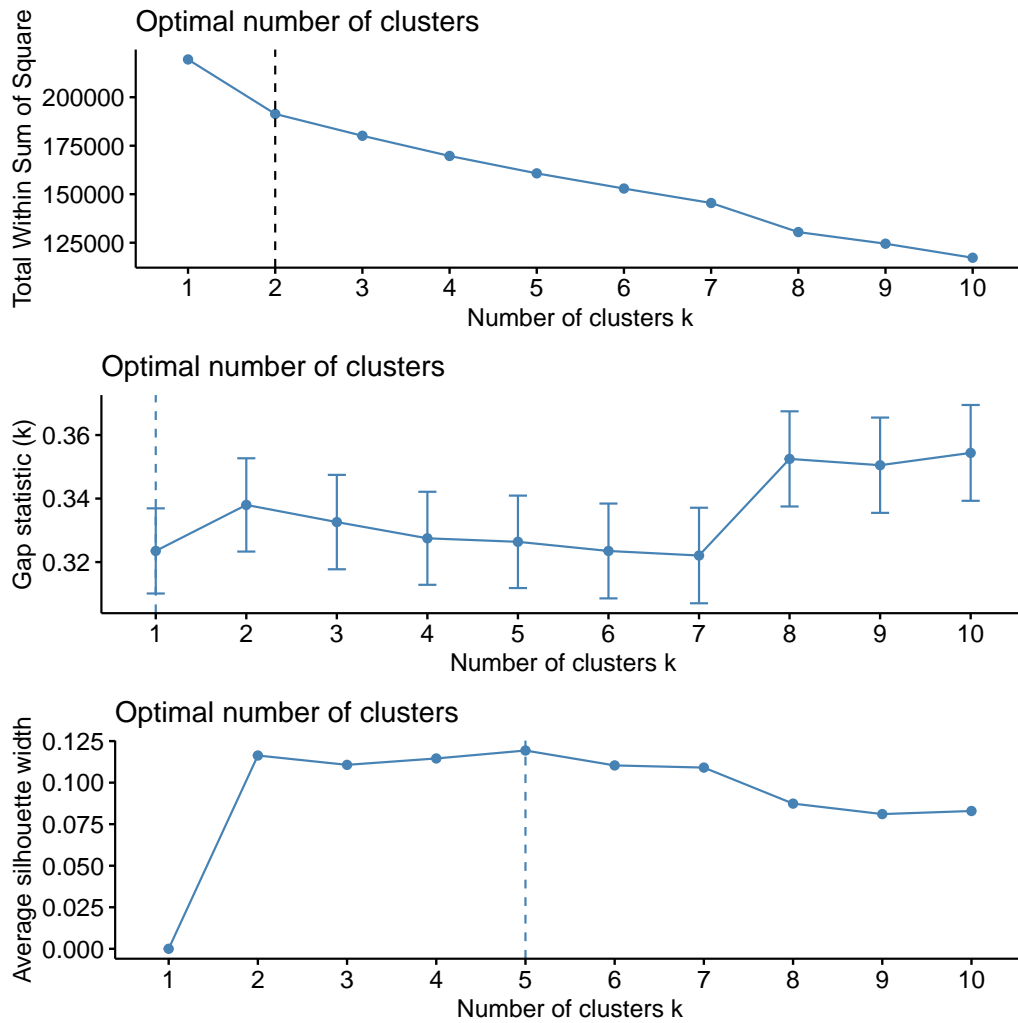 Optimal number of clusters
Total Within Sum of Square
200000
175000
150000
125000
1 2 3 4 5 6 7 8 9 10
Number of clusters k
Optimal number of clusters
Gap statistic (k)
0.36
0.34
0.32
1 2 3 4 5 6 7 8 9 10
Number of clusters k
Optimal number of clusters
Average silhouette width
0.125
0.100
0.075
0.050
0.025
0.000
1 2 3 4 5 6 7 8 9 10
Number of clusters k